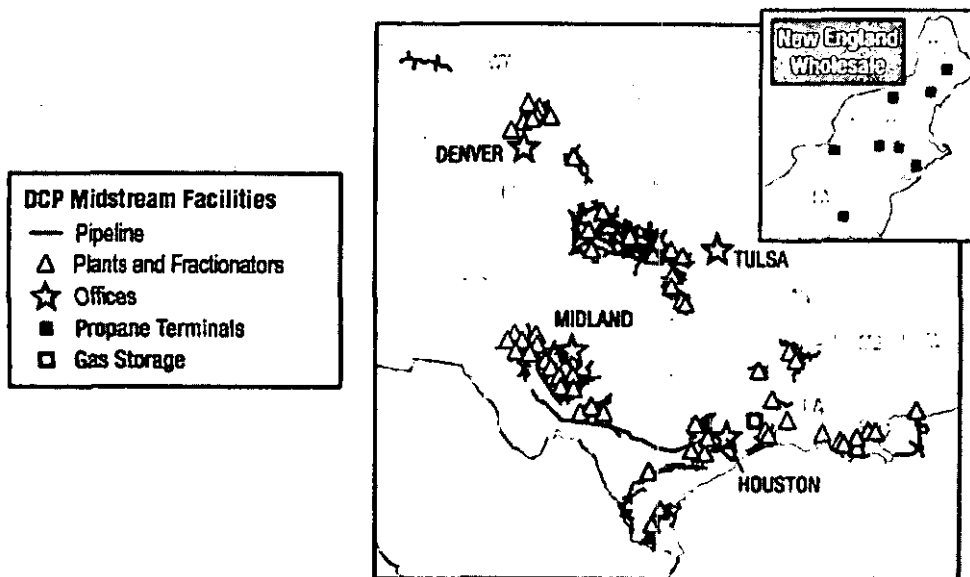 New England
Wholesale
DENVER
DCP Midstream Facilities
Pipeline
Plants and Fractionators
Offices
Propane Terminals
Gas Storage
TULSA
MIDLAND
LA
HOUSTON